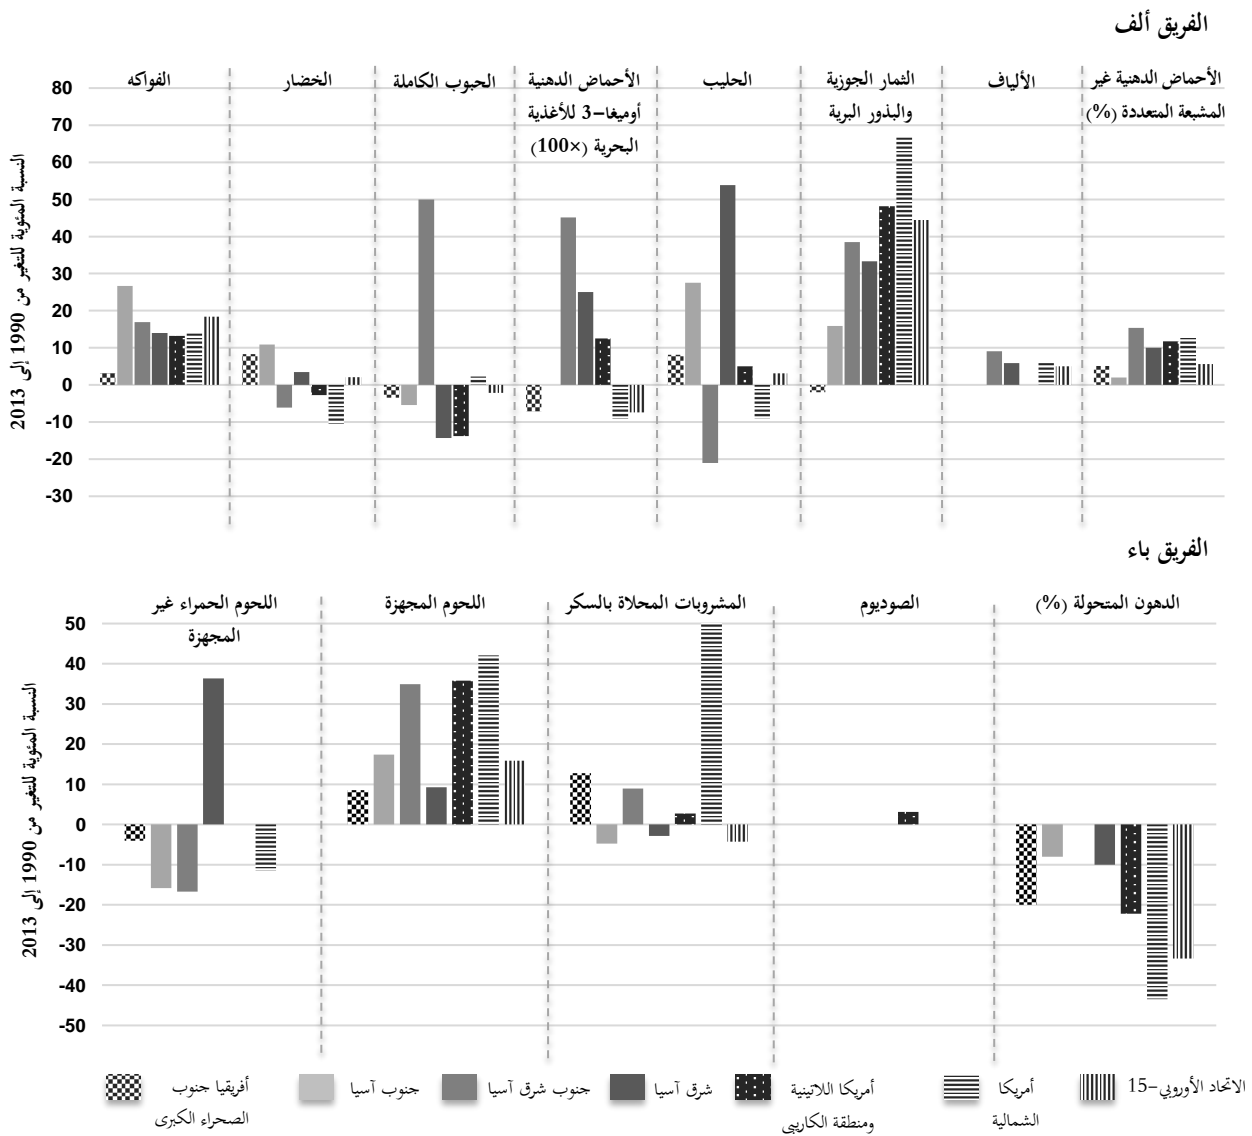 الفريق ألف
الفواكه
الخضار
الحبوب الكاملة
الأحماض الدهنية
أوميغا-3 للأغذية
البحرية (×100)
الحليب
الثمار الجوزية
والبذور البرية
الألياف
الأحماض الدهنية غير
المشبعة المتعددة (%)
النسبة المئوية للتغير من 1990 إلى 2013
80
70
60
50
40
30
20
10
0
-10
-20
-30
الفريق باء
اللحوم الحمراء غير
المجهزة
اللحوم المجهزة
المشروبات المحلاة بالسكر
الصوديوم
الدهون المتحولة (%)
النسبة المئوية للتغير من 1990 إلى 2013
50
40
30
20
10
0
-10
-20
-30
-40
-50
أفريقيا جنوب
الصحراء الكبرى
جنوب آسيا
جنوب شرق آسيا
شرق آسيا
أمريكا اللاتينية
ومنطقة الكاريبي
أمريكا
الشمالية
الاتحاد الأوروبي-15